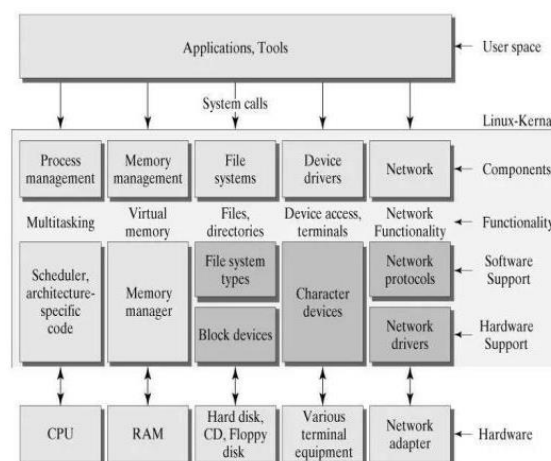 Applications, Tools
User space
System calls
Linux-Kernal
Process
management
Memory
management
File
systems
Device
drivers
Network
Components
Multitasking
Virtual
memory
Files,
directories
Device access,
terminals
Network
Functionality
Functionality
Scheduler,
architecture-
specific
code
Memory
manager
File system
types
Block devices
Character
devices
Network
protocols
Network
drivers
Software
Support
Hardware
Support
CPU
RAM
Hard disk,
CD, Floppy
disk
Various
terminal
equipment
Network
adapter
Hardware